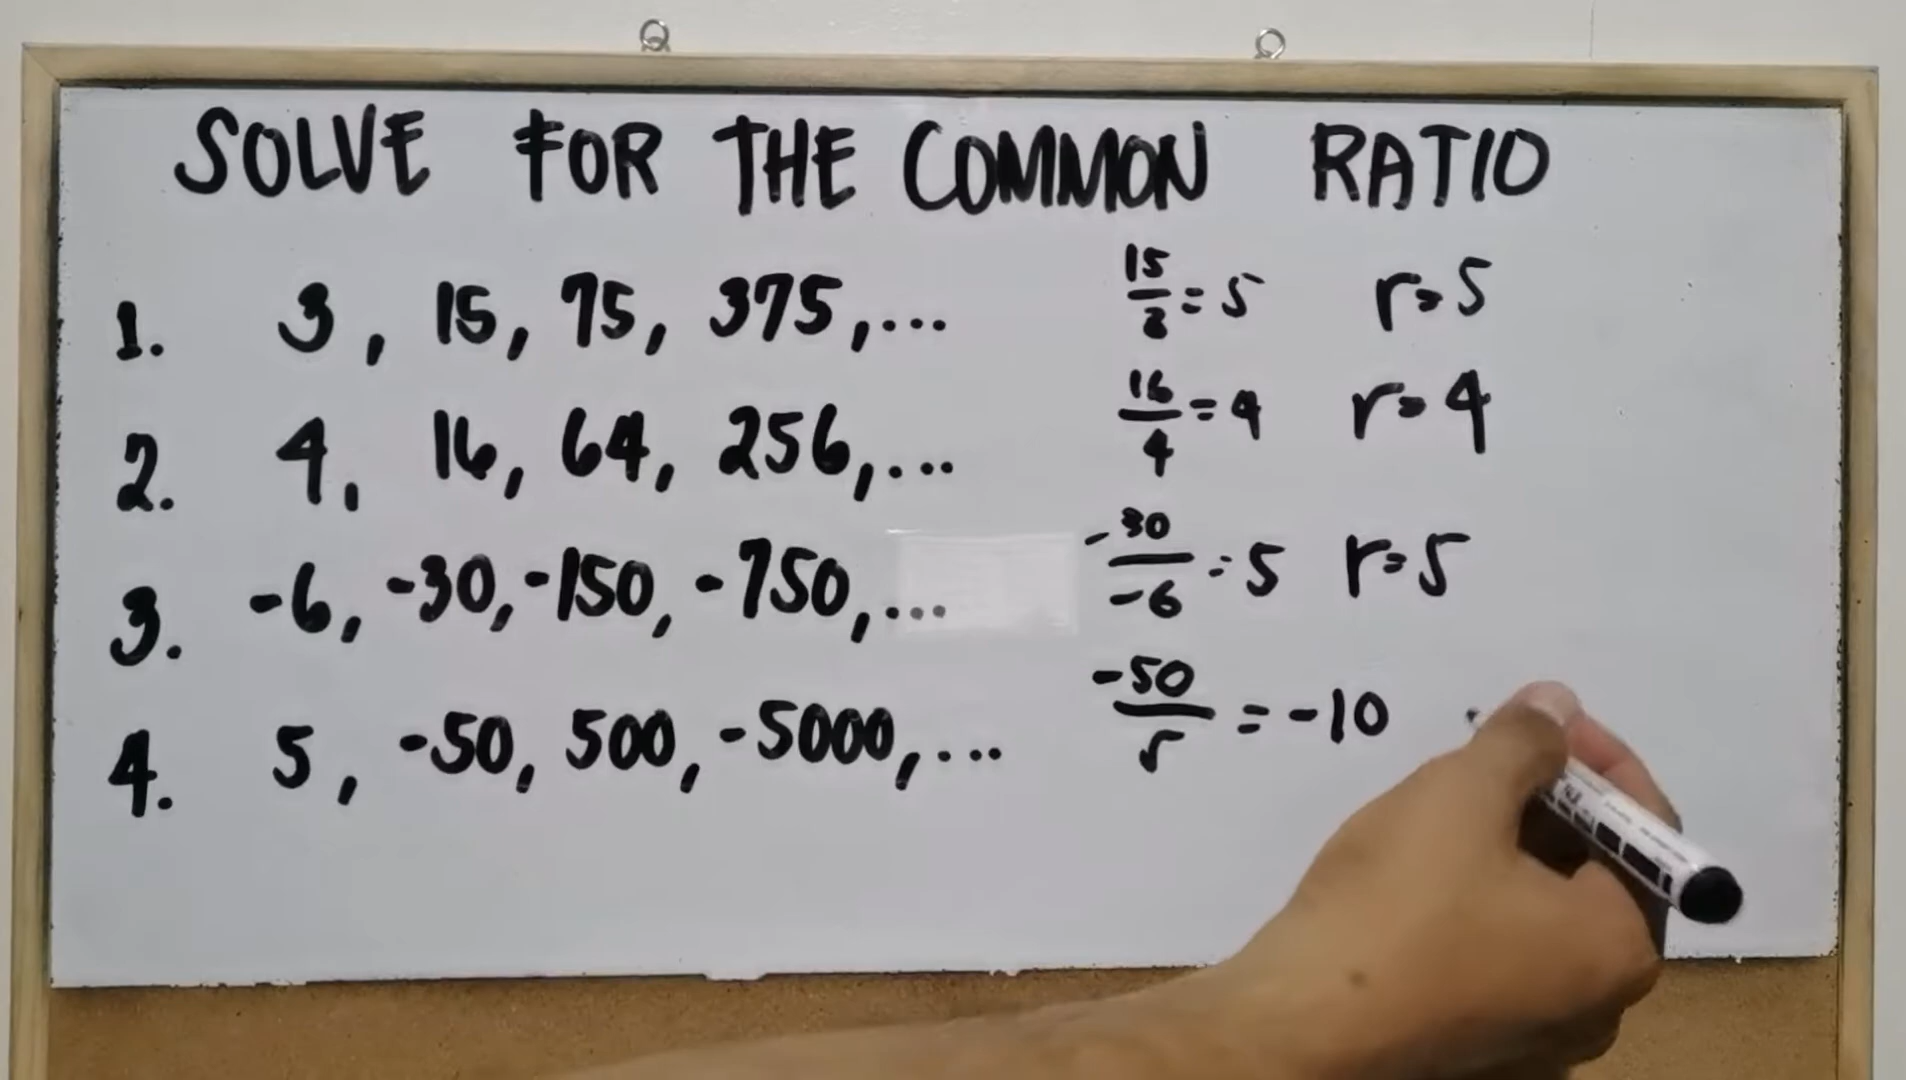 SOLVE FOR THE COMMON RATIO
1. 3, 15, 75, 375,... 15/3 = 5 r = 5
2. 4, 16, 64, 256,... 16/4 = 4 r = 4
3. -6, -30, -150, -750,... -30/-6 = 5 r = 5
4. 5, -50, 500, -5000,... -50/5 = -10